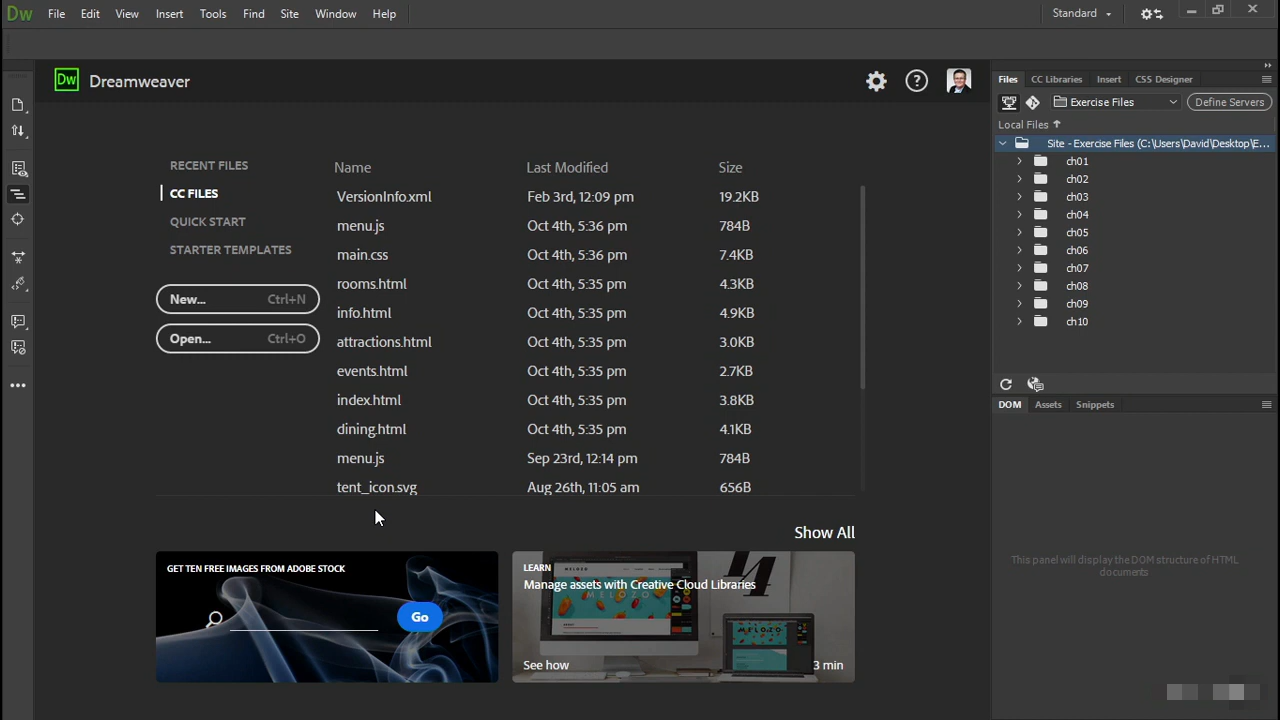 Dw File Edit View Insert Tools Find Site Window Help Standard
Dw Dreamweaver
Files CC Libraries Insert CSS Designer
Exercise Files Define Servers
Local Files
Site - Exercise Files (C:\Users\David\Desktop\E...
ch01
ch02
ch03
ch04
ch05
ch06
ch07
ch08
ch09
ch10
RECENT FILES
CC FILES
QUICK START
STARTER TEMPLATES
New... Ctrl+N
Open... Ctrl+O
Name Last Modified Size
VersionInfo.xml Feb 3rd, 12:09 pm 19.2KB
menu.js Oct 4th, 5:36 pm 784B
main.css Oct 4th, 5:36 pm 7.4KB
rooms.html Oct 4th, 5:35 pm 4.3KB
info.html Oct 4th, 5:35 pm 4.9KB
attractions.html Oct 4th, 5:35 pm 3.0KB
events.html Oct 4th, 5:35 pm 2.7KB
index.html Oct 4th, 5:35 pm 3.8KB
dining.html Oct 4th, 5:35 pm 4.1KB
menu.js Sep 23rd, 12:14 pm 784B
tent_icon.svg Aug 26th, 11:05 am 656B
Show All
GET TEN FREE IMAGES FROM ADOBE STOCK
Go
LEARN
Manage assets with Creative Cloud Libraries
MELOZO
See how 3 min
DOM Assets Snippets
This panel will display the DOM structure of HTML
documents